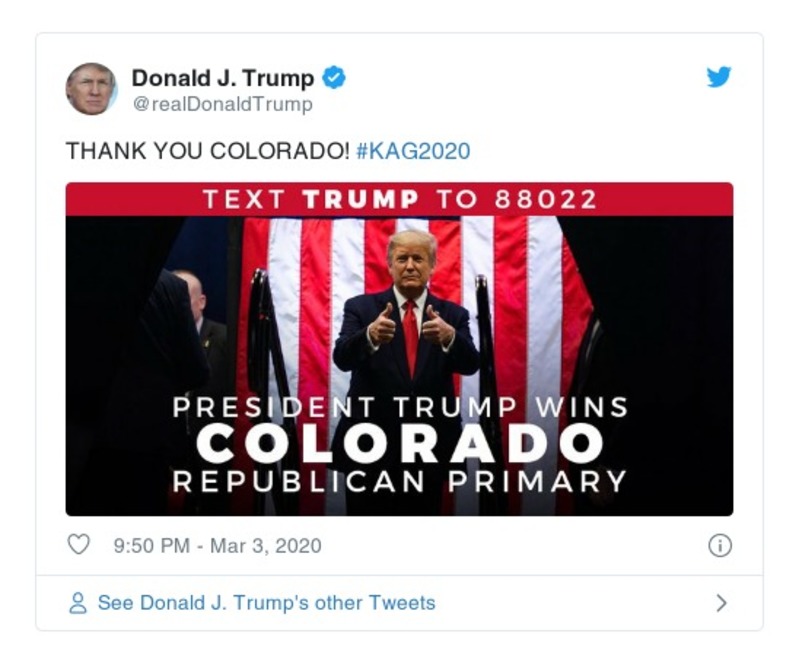 Donald J. Trump
@realDonaldTrump
THANK YOU COLORADO! #KAG2020
TEXT TRUMP TO 88022
PRESIDENT TRUMP WINS
COLORADO
REPUBLICAN PRIMARY
9:50 PM - Mar 3, 2020
See Donald J. Trump's other Tweets